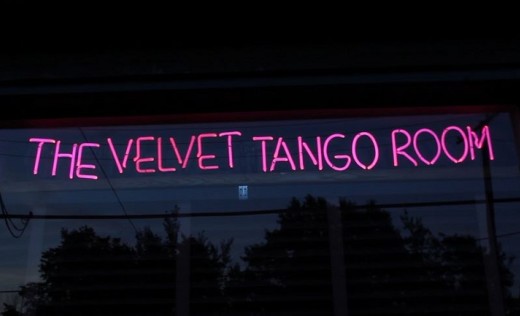 THE VELVET TANGO ROOM